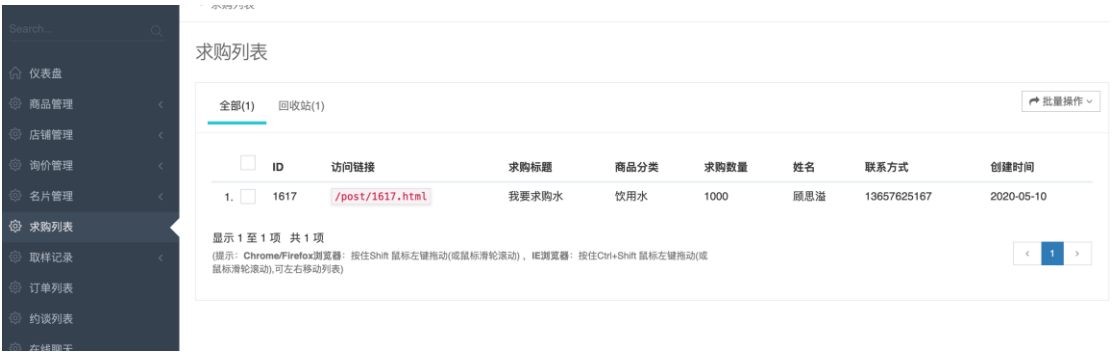 Search...
求购列表
仪表盘
商品管理
店铺管理
询价管理
名片管理
求购列表
取样记录
订单列表
约谈列表
在线聊天
求购列表
全部(1) 回收站(1) 批量操作
ID 访问链接 求购标题 商品分类 求购数量 姓名 联系方式 创建时间
1. 1617 /post/1617.html 我要求购水 饮用水 1000 顾思溢 13657625167 2020-05-10
显示 1 至 1 项 共 1 项
(提示: Chrome/Firefox浏览器: 按住Shift 鼠标左键拖动(或鼠标滑轮滚动) , IE浏览器: 按住Ctrl+Shift 鼠标左键拖动(或
鼠标滑轮滚动),可左右移动列表)
1